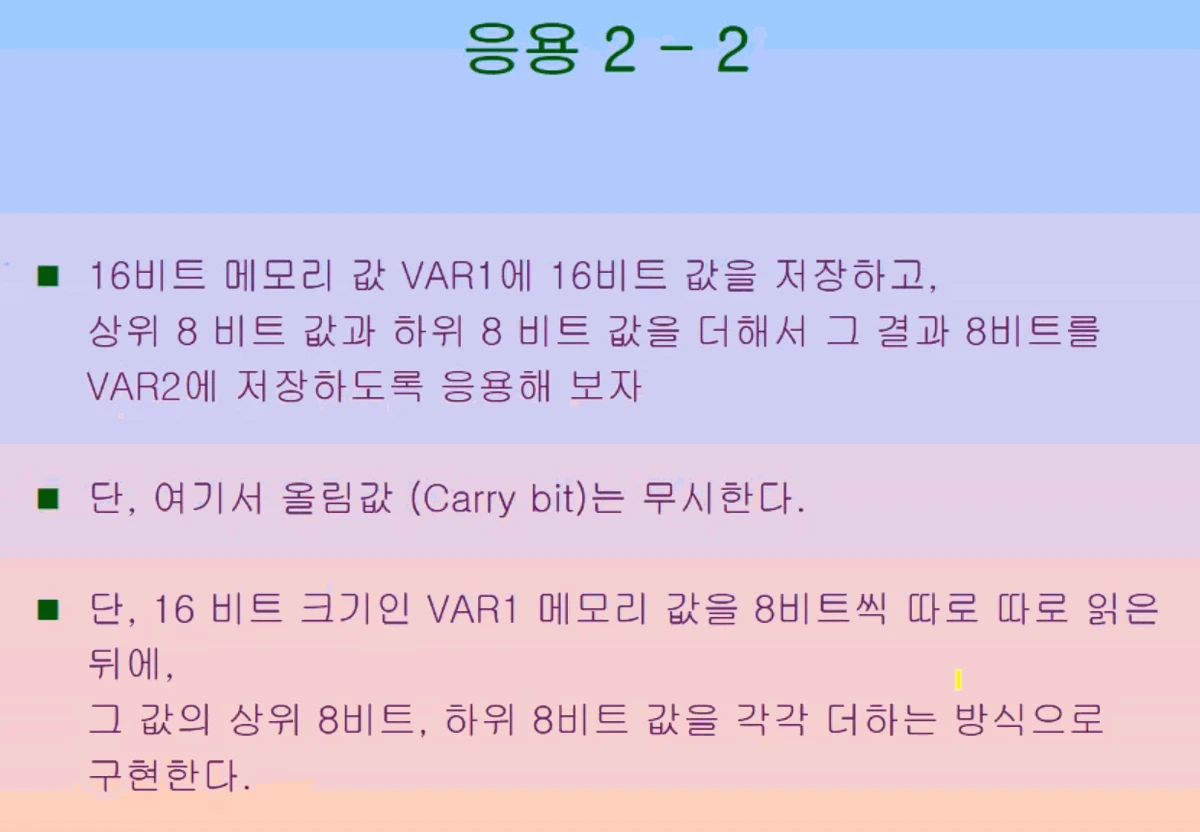 응용 2 - 2
■ 16비트 메모리 값 VAR1에 16비트 값을 저장하고,
상위 8 비트 값과 하위 8 비트 값을 더해서 그 결과 8비트를
VAR2에 저장하도록 응용해 보자
■ 단, 여기서 올림값 (Carry bit)는 무시한다.
■ 단, 16 비트 크기인 VAR1 메모리 값을 8비트씩 따로 따로 읽은
뒤에,
그 값의 상위 8비트, 하위 8비트 값을 각각 더하는 방식으로
구현한다.